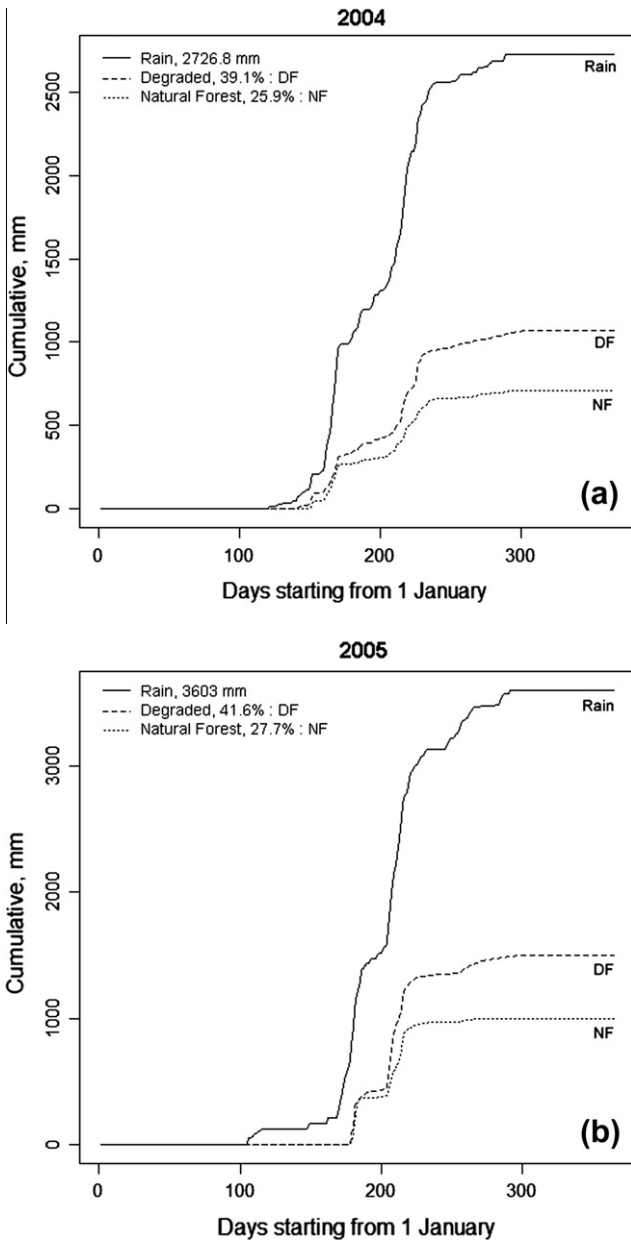 2004
Rain, 2726.8 mm
Degraded, 39.1% : DF
Natural Forest, 25.9% : NF
Rain
DF
NF
(a)
Cumulative, mm
0
500
1000
1500
2000
2500
0 100 200 300
Days starting from 1 January
2005
Rain, 3603 mm
Degraded, 41.6% : DF
Natural Forest, 27.7% : NF
Rain
DF
NF
(b)
Cumulative, mm
0
1000
2000
3000
0 100 200 300
Days starting from 1 January